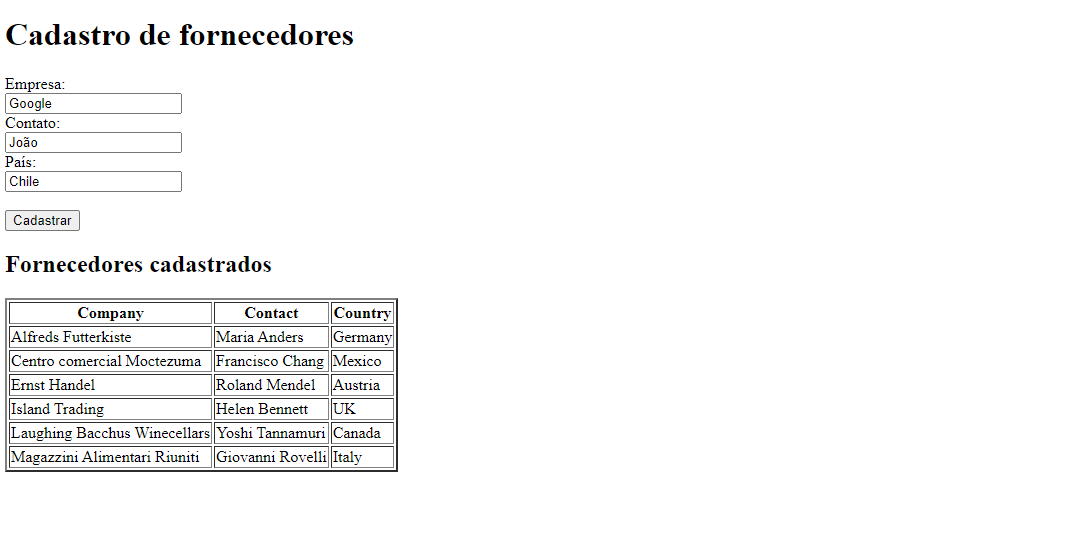 Cadastro de fornecedores
Empresa:
Google
Contato:
João
País:
Chile
Cadastrar
Fornecedores cadastrados
Company Contact Country
Alfreds Futterkiste Maria Anders Germany
Centro comercial Moctezuma Francisco Chang Mexico
Ernst Handel Roland Mendel Austria
Island Trading Helen Bennett UK
Laughing Bacchus Winecellars Yoshi Tannamuri Canada
Magazzini Alimentari Riuniti Giovanni Rovelli Italy